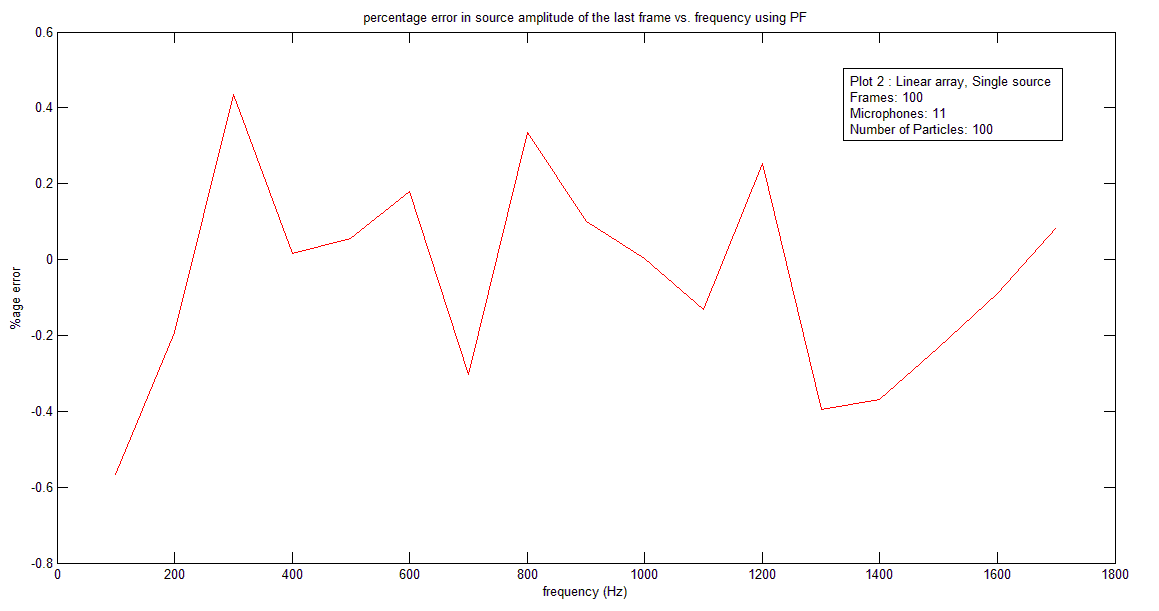 percentage error in source amplitude of the last frame vs. frequency using PF
0.6
0.4
0.2
0
-0.2
-0.4
-0.6
-0.8
%age error
Plot 2 : Linear array, Single source
Frames: 100
Microphones: 11
Number of Particles: 100
0 200 400 600 800 1000 1200 1400 1600 1800
frequency (Hz)